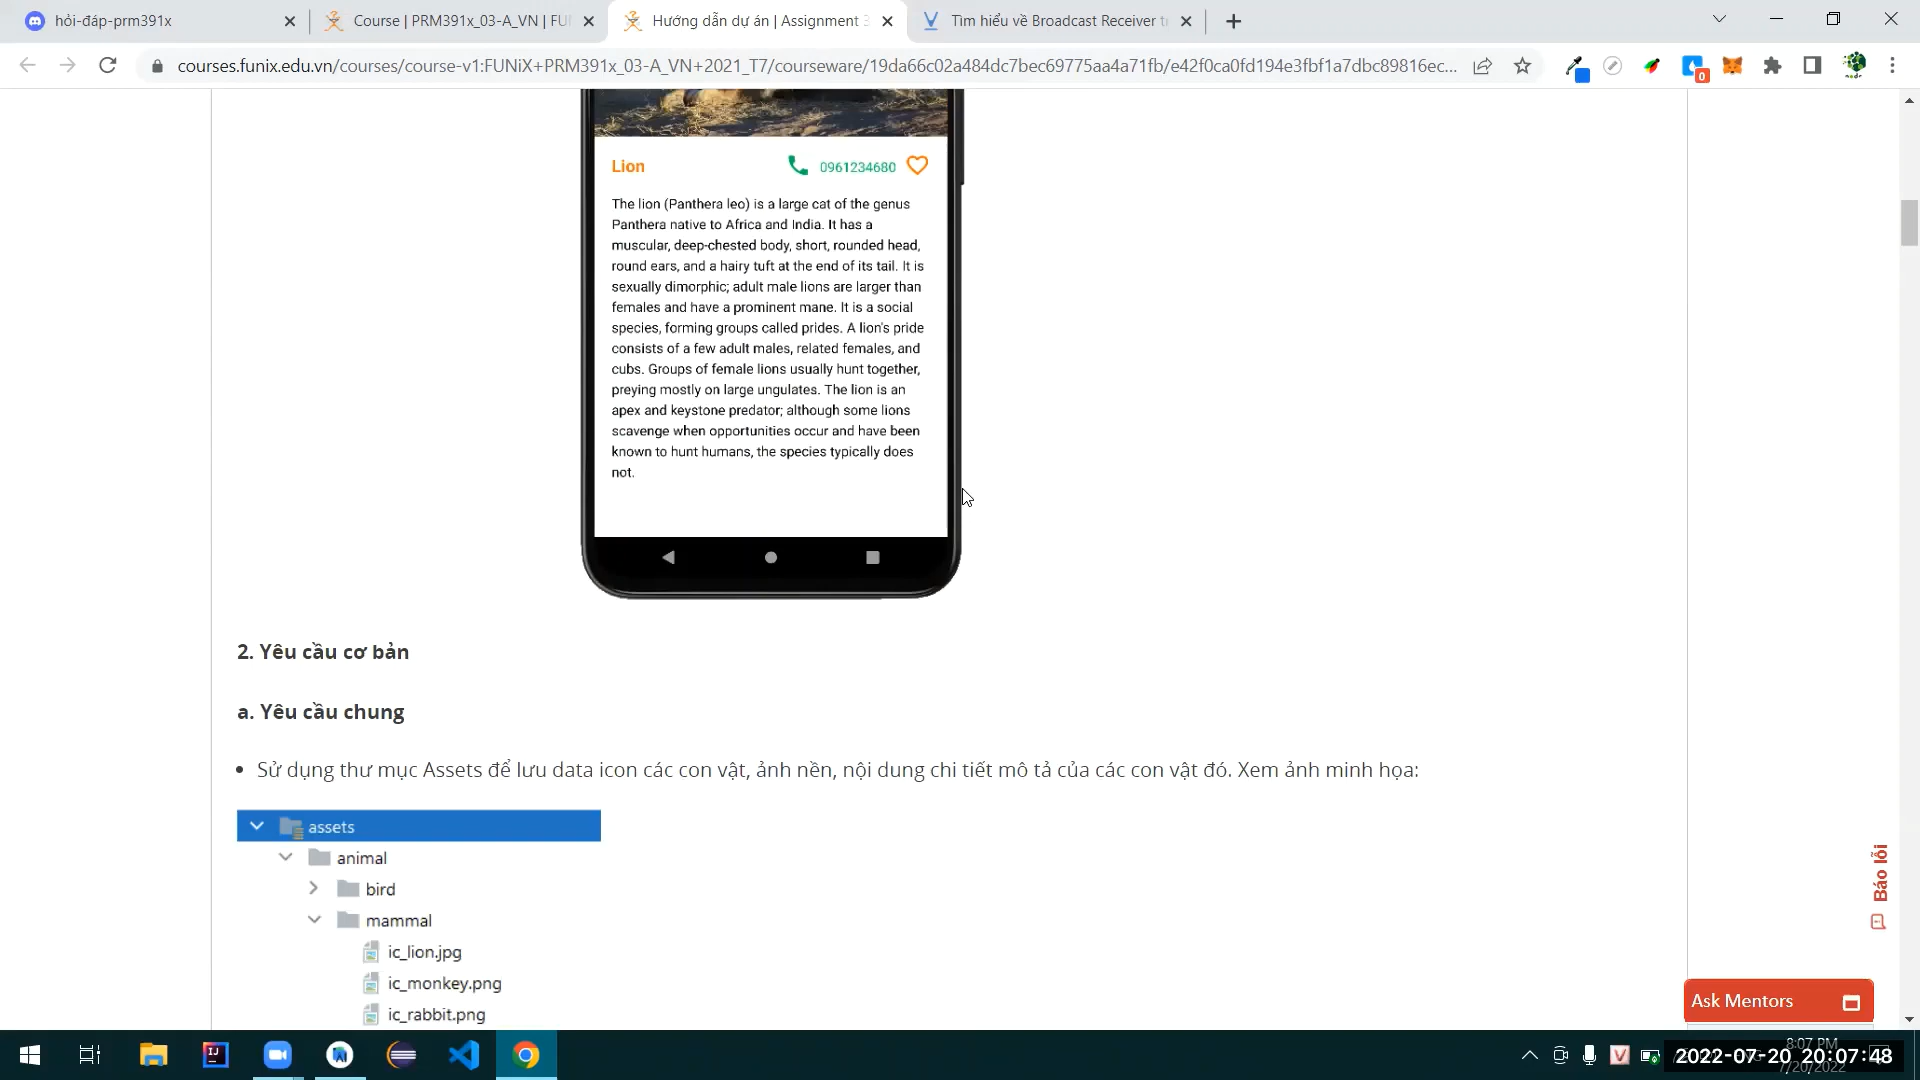 hỏi-đáp-prm391x
Course | PRM391x_03-A_VN | FU
Hướng dẫn dự án | Assignment 3
Tìm hiểu về Broadcast Receiver tr
courses.funix.edu.vn/courses/course-v1:FUNiX+PRM391x_03-A_VN+2021_T7/courseware/19da66c02a484dc7bec69775aa4a71fb/e42f0ca0fd194e3fbf1a7dbc89816ec...
0
Lion
0961234680
The lion (Panthera leo) is a large cat of the genus
Panthera native to Africa and India. It has a
muscular, deep-chested body, short, rounded head,
round ears, and a hairy tuft at the end of its tail. It is
sexually dimorphic; adult male lions are larger than
females and have a prominent mane. It is a social
species, forming groups called prides. A lion's pride
consists of a few adult males, related females, and
cubs. Groups of female lions usually hunt together,
preying mostly on large ungulates. The lion is an
apex and keystone predator; although some lions
scavenge when opportunities occur and have been
known to hunt humans, the species typically does
not.
2. Yêu cầu cơ bản
a. Yêu cầu chung
• Sử dụng thư mục Assets để lưu data icon các con vật, ảnh nền, nội dung chi tiết mô tả của các con vật đó. Xem ảnh minh họa:
assets
animal
bird
mammal
ic_lion.jpg
ic_monkey.png
ic_rabbit.png
Báo lỗi
Ask Mentors
8:07 PM
2022-07-20 20:07:48
7/20/2022